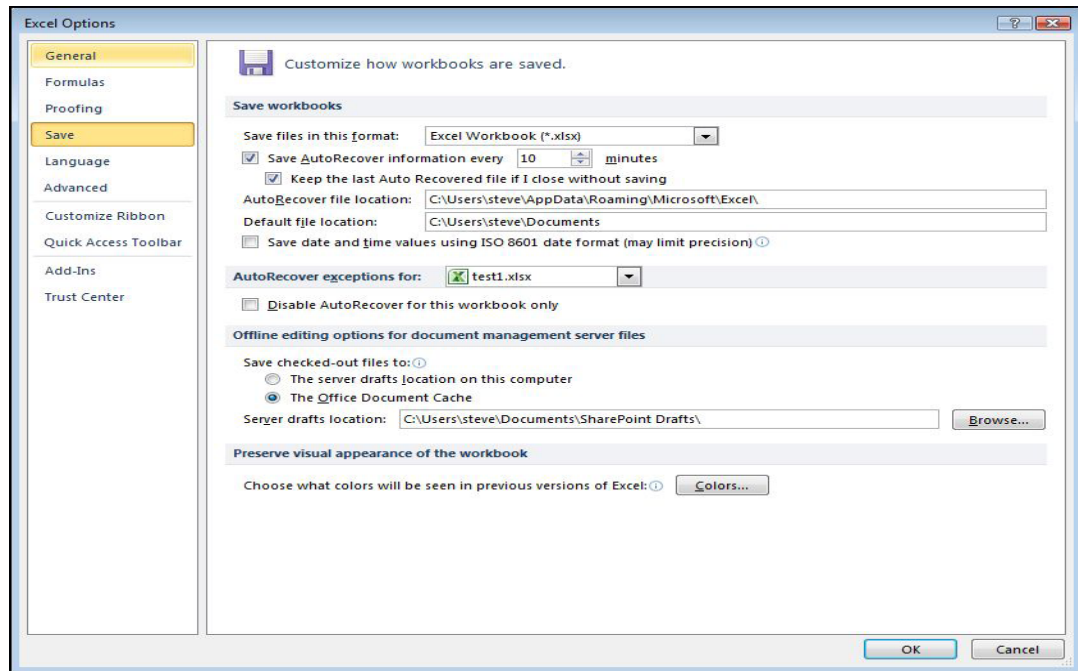 Excel Options
General
Formulas
Proofing
Save
Language
Advanced
Customize Ribbon
Quick Access Toolbar
Add-Ins
Trust Center
Customize how workbooks are saved.
Save workbooks
Save files in this format: Excel Workbook (*.xlsx)
Save AutoRecover information every 10 minutes
Keep the last Auto Recovered file if I close without saving
AutoRecover file location: C:\Users\steve\AppData\Roaming\Microsoft\Excel\
Default file location: C:\Users\steve\Documents
Save date and time values using ISO 8601 date format (may limit precision)
AutoRecover exceptions for: test1.xlsx
Disable AutoRecover for this workbook only
Offline editing options for document management server files
Save checked-out files to:
The server drafts location on this computer
The Office Document Cache
Server drafts location: C:\Users\steve\Documents\SharePoint Drafts\ Browse...
Preserve visual appearance of the workbook
Choose what colors will be seen in previous versions of Excel: Colors...
OK Cancel